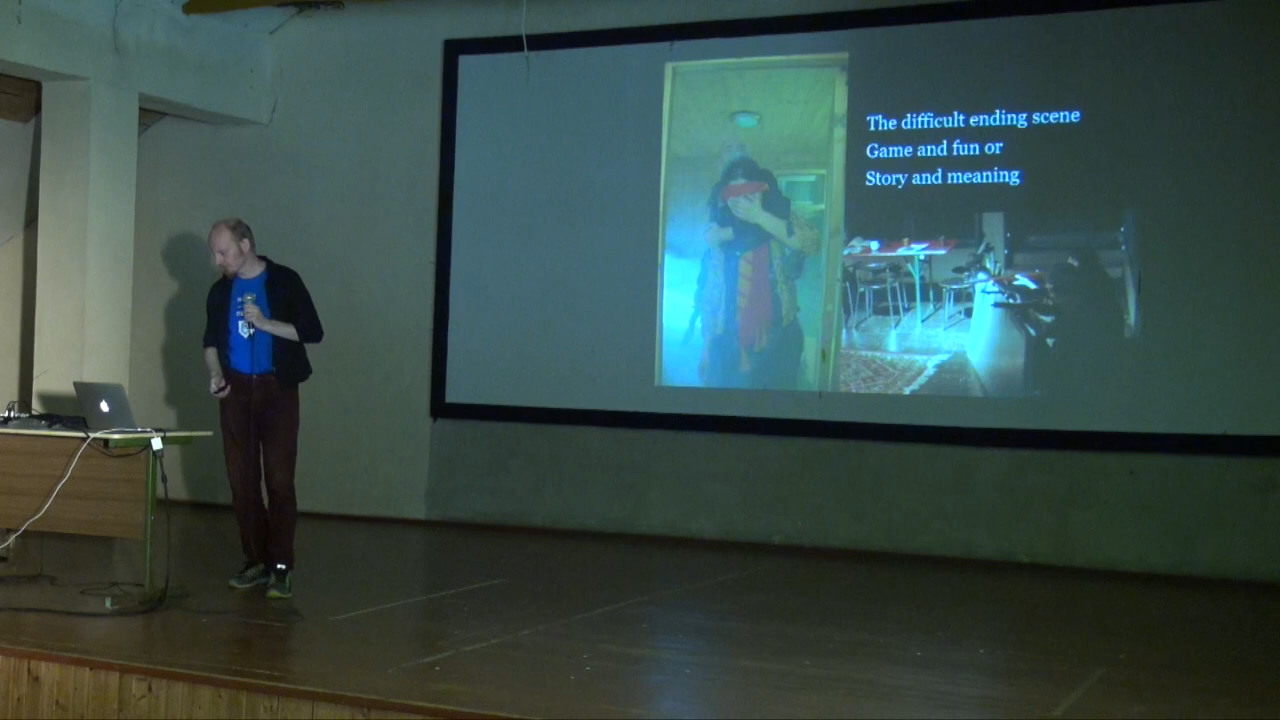 The difficult ending scene
Game and fun or
Story and meaning